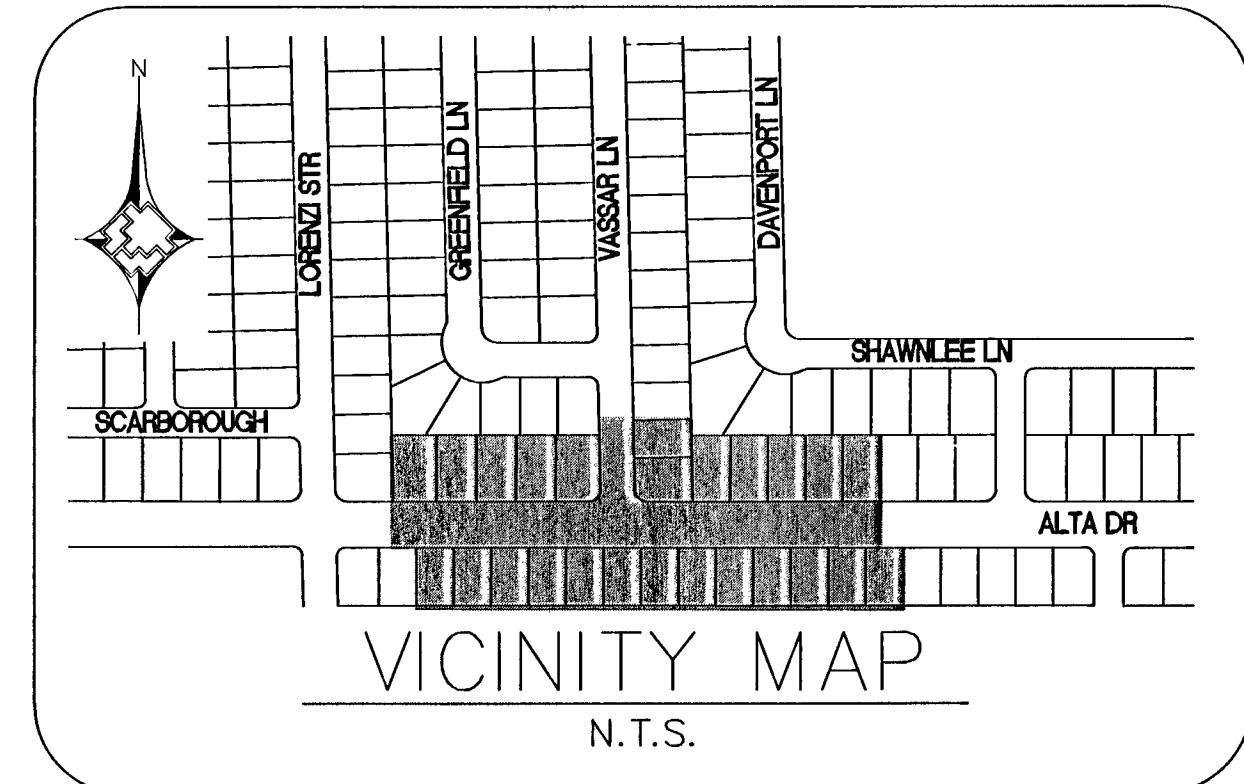 N
LORENZI STR
GREENFIELD LN
VASSAR LN
DAVENPORT LN
SHAWNLEE LN
SCARBOROUGH
ALTA DR
VICINITY MAP
N.T.S.